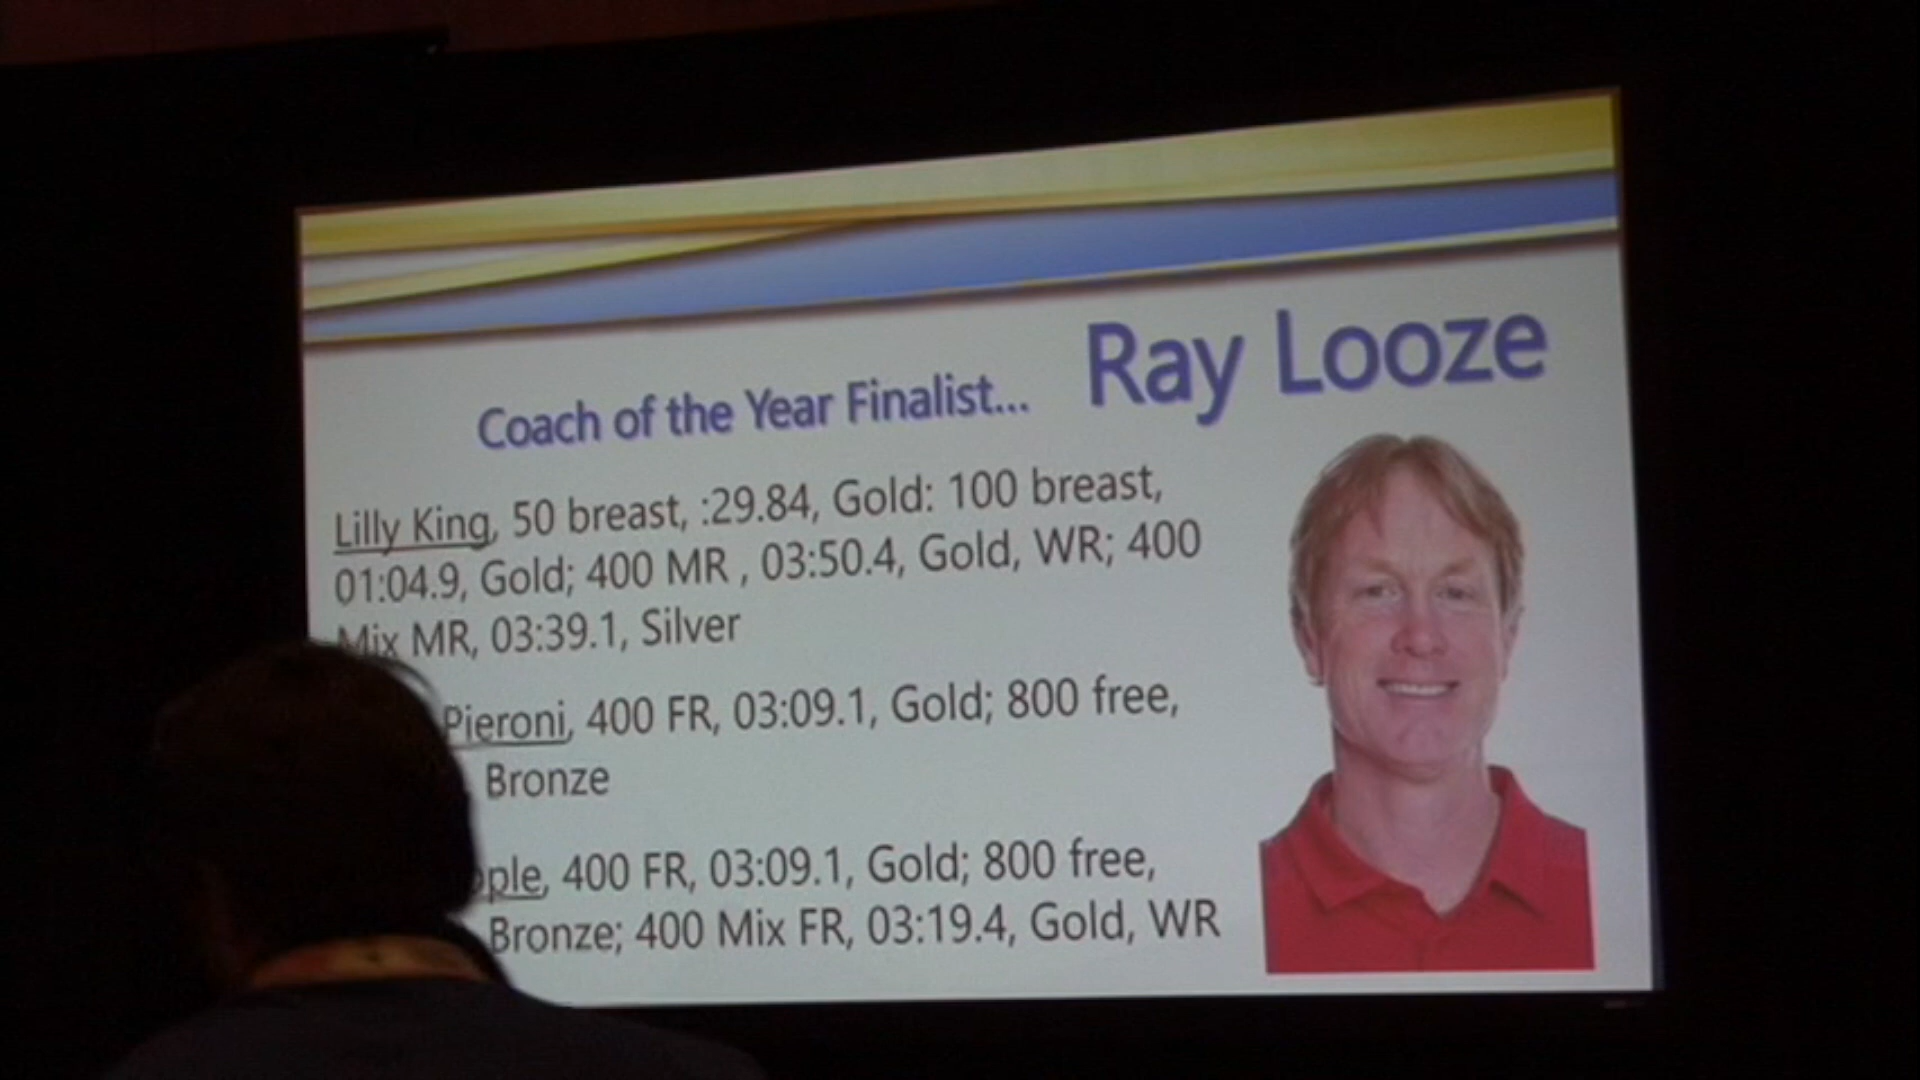 Coach of the Year Finalist... Ray Looze
Lilly King, 50 breast, :29.84, Gold: 100 breast,
01:04.9, Gold; 400 MR , 03:50.4, Gold, WR; 400
Mix MR, 03:39.1, Silver
Pieroni, 400 FR, 03:09.1, Gold; 800 free,
Bronze
400 FR, 03:09.1, Gold; 800 free,
Bronze; 400 Mix FR, 03:19.4, Gold, WR